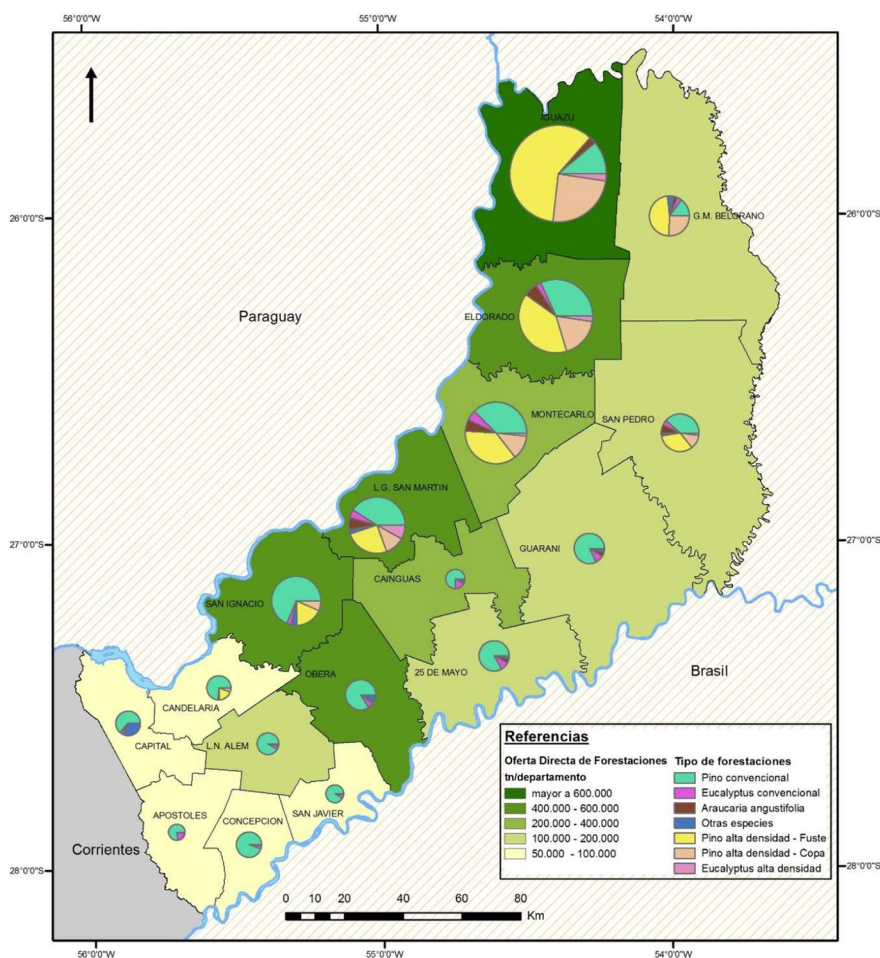 56°0'0"W
55°0'0"W
54°0'0"W
IGUAZU
26°0'0"S
G.M. BELGRANO
26°0'0"S
Paraguay
ELDORADO
MONTECARLO
SAN PEDRO
L.G. SAN MARTIN
27°0'0"S
GUARANI
27°0'0"S
CAINGUAS
SAN IGNACIO
OBERA
25 DE MAYO
Brasil
CANDELARIA
CAPITAL
L.N. ALEM
APOSTOLES
CONCEPCION
SAN JAVIER
Corrientes
28°0'0"S
28°0'0"S
Referencias
Oferta Directa de Forestaciones
tn/departamento
mayor a 600.000
400.000 - 600.000
200.000 - 400.000
100.000 - 200.000
50.000 - 100.000
Tipo de forestaciones
Pino convencional
Eucalyptus convencional
Araucaria angustifolia
Otras especies
Pino alta densidad - Fuste
Pino alta densidad - Copa
Eucalyptus alta densidad
0 10 20 40 60 80
Km
56°0'0"W
55°0'0"W
54°0'0"W